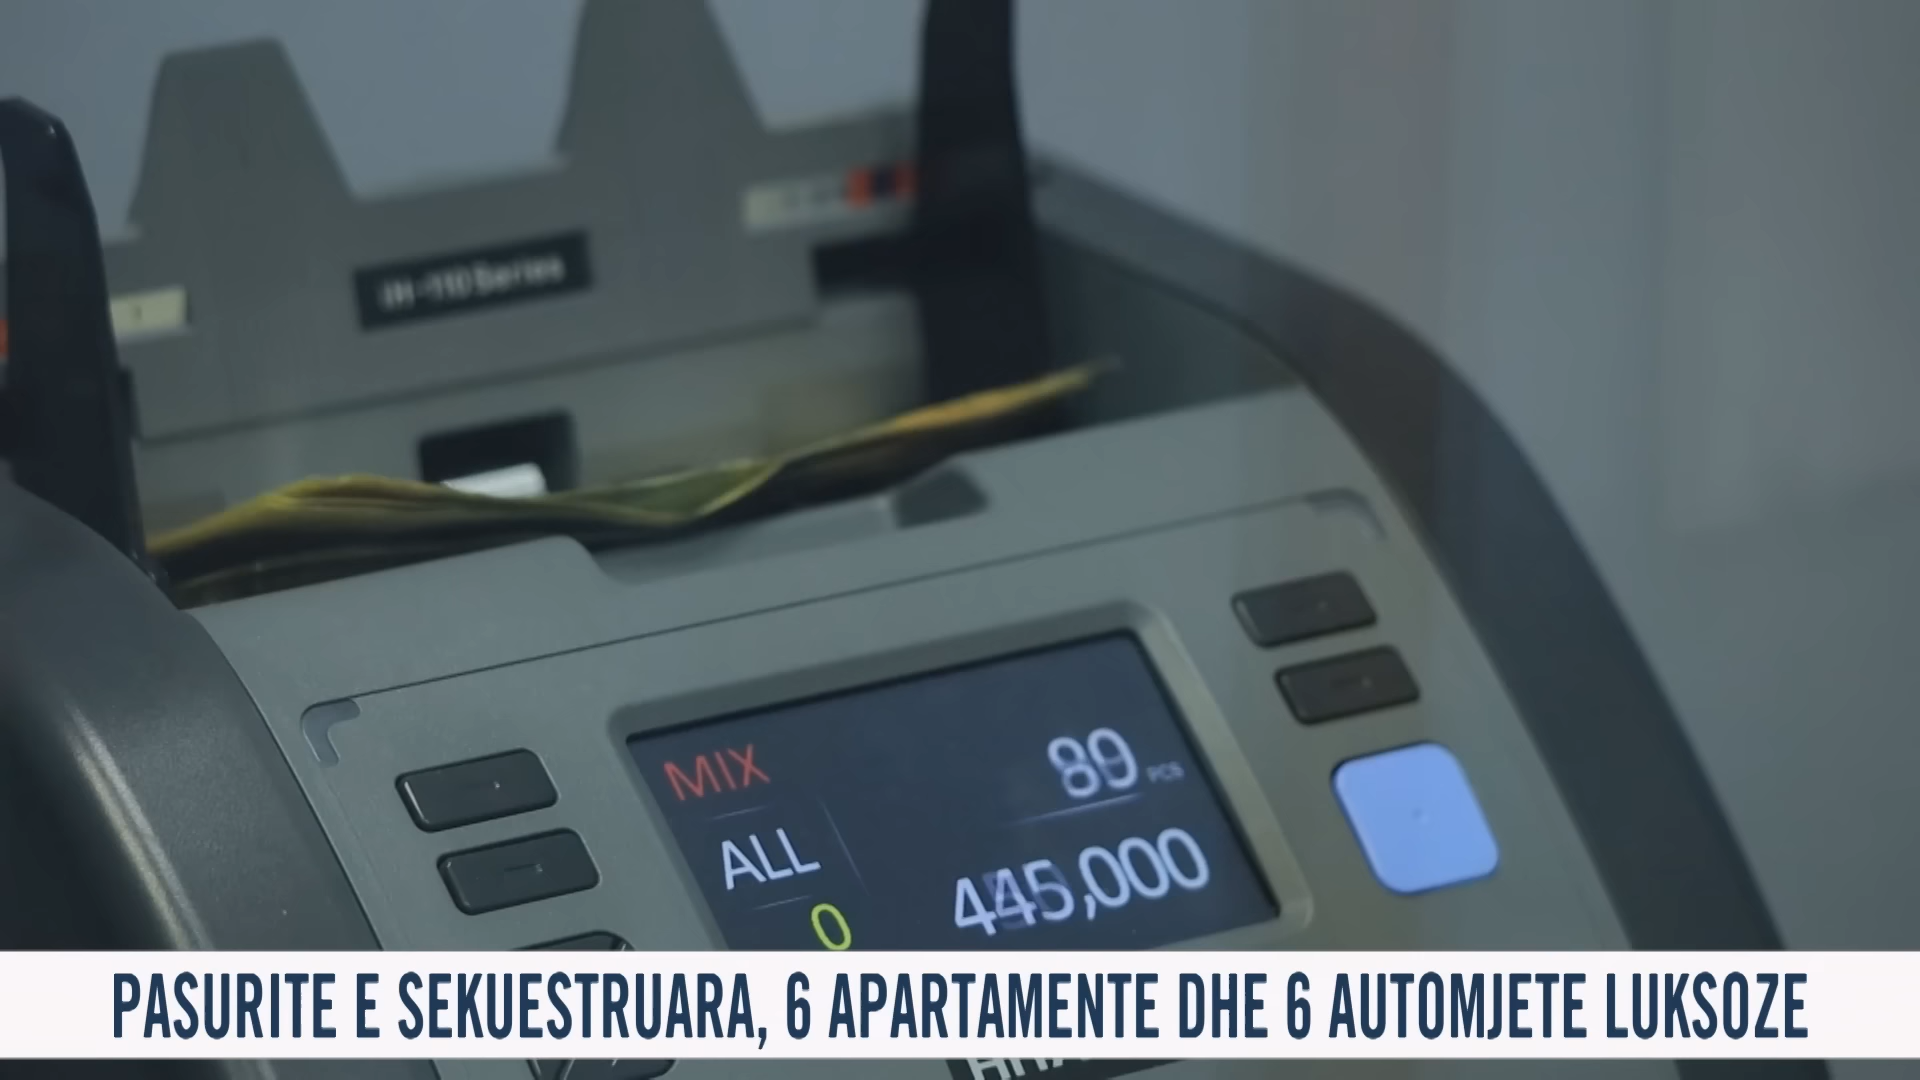 iH-110 Series
MIX
89 PCS
ALL
445,000
0
PASURITE E SEKUESTRUARA, 6 APARTAMENTE DHE 6 AUTOMJETE LUKSOZE